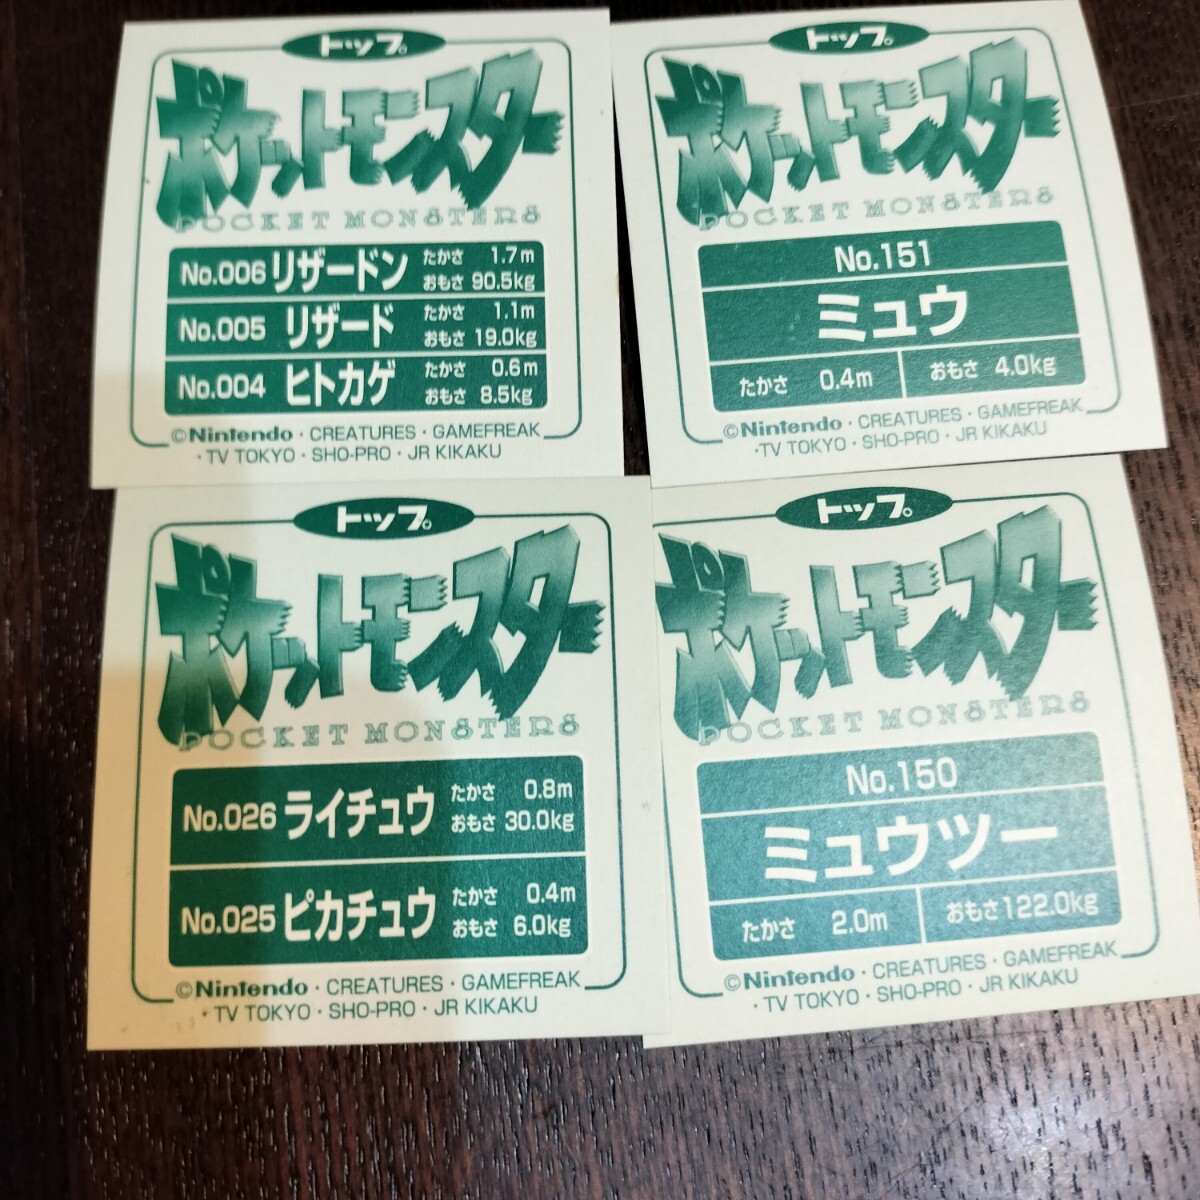 トップ。
ポケットモンスター
POCKET MONSTERS
No.006 リザードン たかさ 1.7m おもさ 90.5kg
No.005 リザード たかさ 1.1m おもさ 19.0kg
No.004 ヒトカゲ たかさ 0.6m おもさ 8.5kg
©Nintendo・CREATURES・GAMEFREAK
・TV TOKYO・SHO-PRO・JR KIKAKU
トップ。
ポケットモンスター
POCKET MONSTERS
No.151
ミュウ
たかさ 0.4m おもさ 4.0kg
©Nintendo・CREATURES・GAMEFREAK
・TV TOKYO・SHO-PRO・JR KIKAKU
トップ。
ポケットモンスター
POCKET MONSTERS
No.026 ライチュウ たかさ 0.8m おもさ 30.0kg
No.025 ピカチュウ たかさ 0.4m おもさ 6.0kg
©Nintendo・CREATURES・GAMEFREAK
・TV TOKYO・SHO-PRO・JR KIKAKU
トップ。
ポケットモンスター
POCKET MONSTERS
No.150
ミュウツー
たかさ 2.0m おもさ 122.0kg
©Nintendo・CREATURES・GAMEFREAK
・TV TOKYO・SHO-PRO・JR KIKAKU